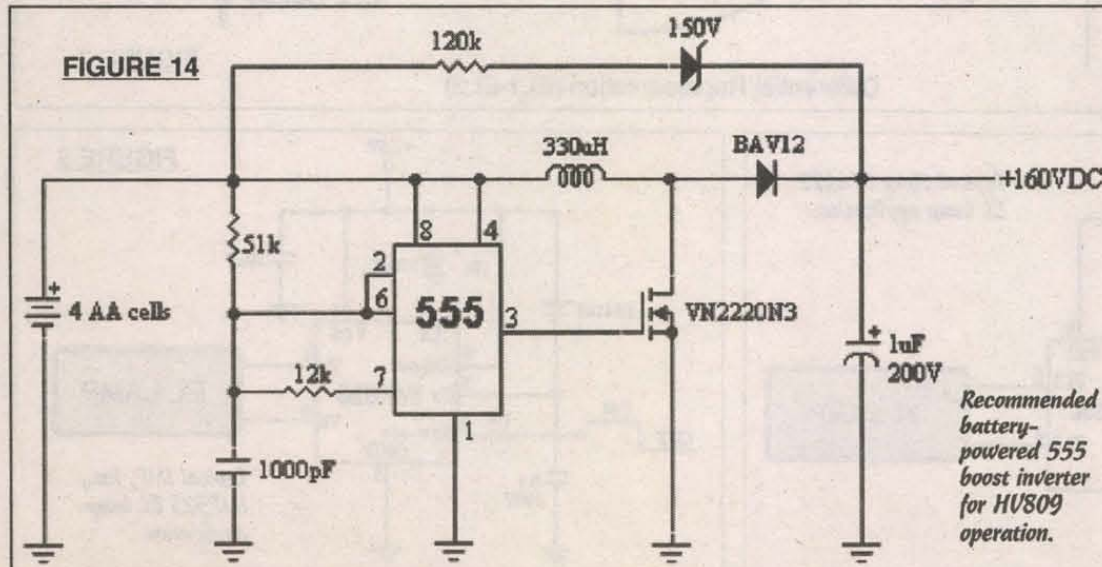 FIGURE 14
120k
150V
330uH
BAV12
+160VDC
51k
8
4
2
6
555
3
VN2220N3
4 AA cells
+
12k
7
+
1uF
200V
1
1000pF
Recommended
battery-
powered 555
boost inverter
for HV809
operation.